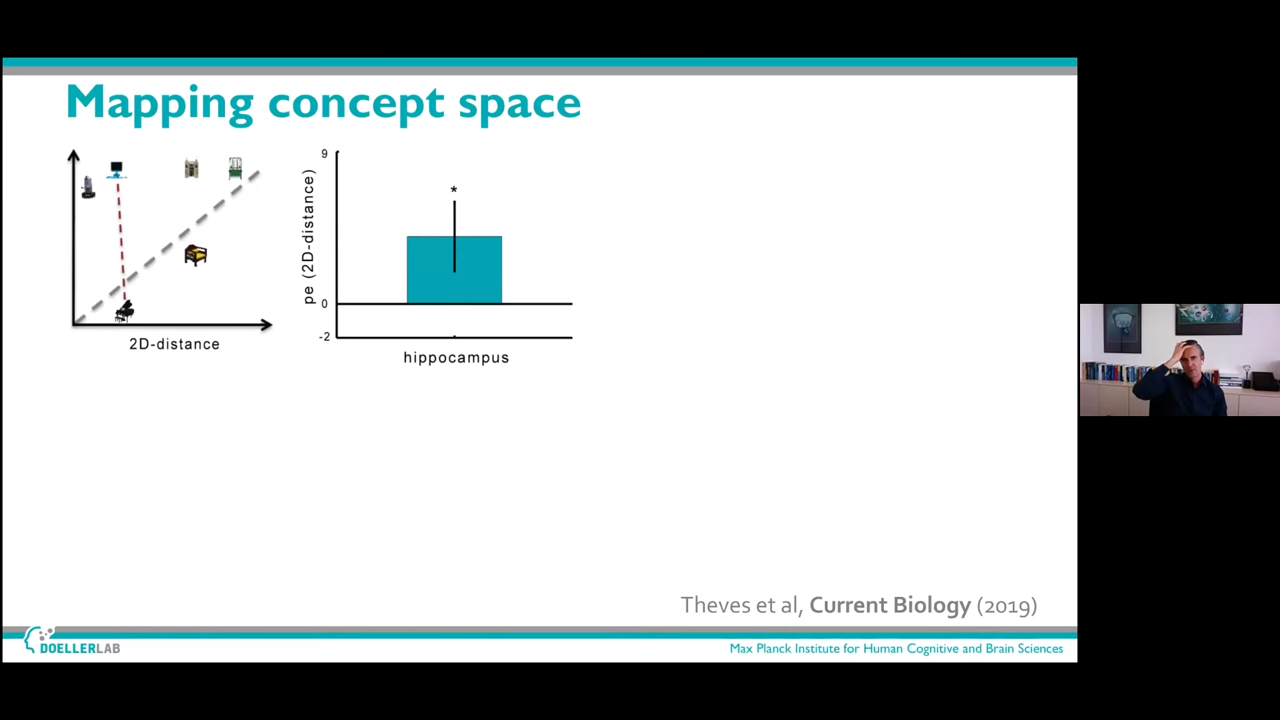 Mapping concept space
2D-distance
pe (2D-distance)
9
0
-2
*
hippocampus
Theves et al, Current Biology (2019)
DOELLERLAB
Max Planck Institute for Human Cognitive and Brain Sciences